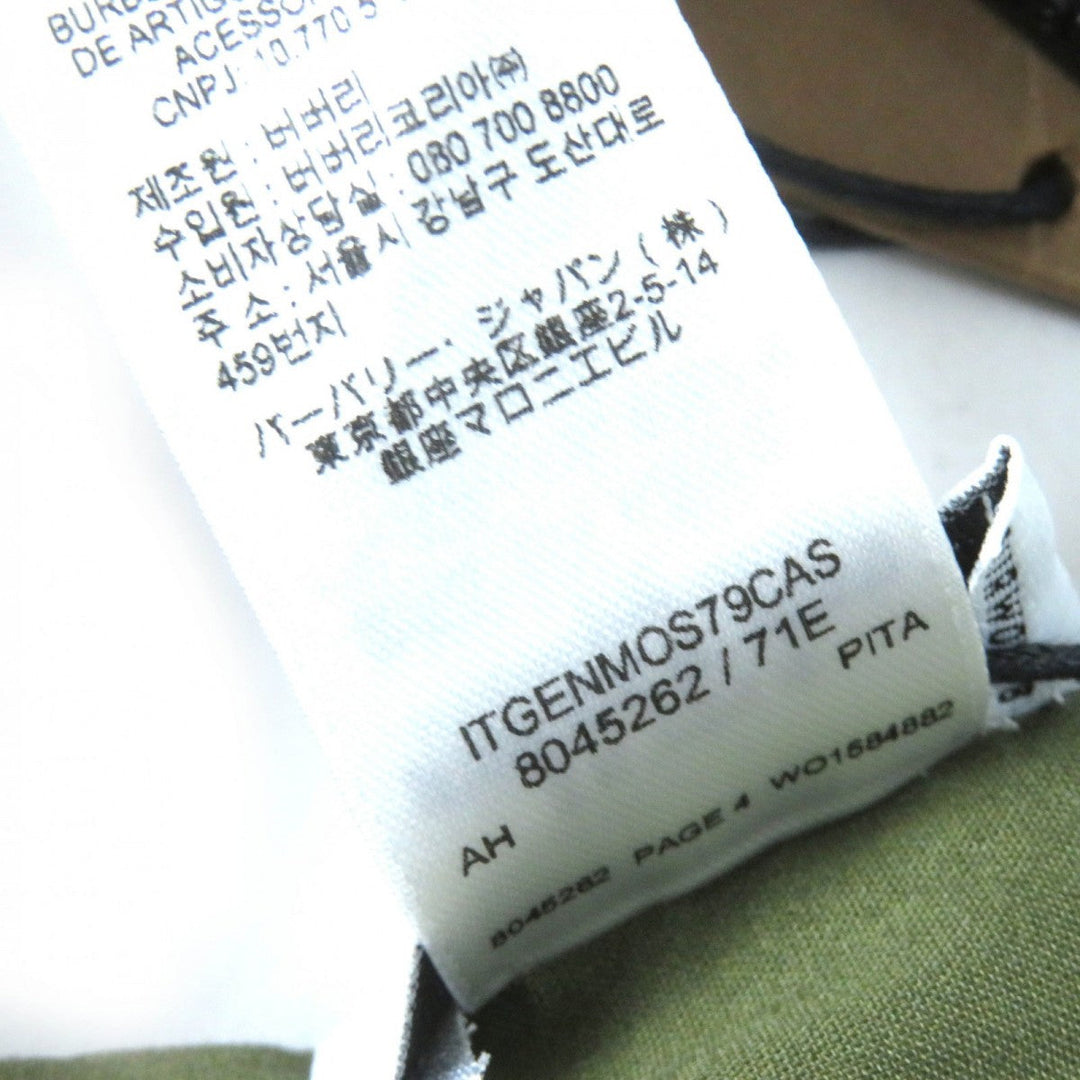 DE ARTIGOS
CNPJ: 10.770 5
제조원 : 버버리
수입원 : 버버리코리아㈜
소비자상담실 : 080 700 8800
주 소 : 서울시 강남구 도산대로
459번지
バーバリー・ジャパン(株)
東京都中央区銀座2-5-14
銀座マロニエビル
ITGENMOS79CAS
8045262 / 71E
PITA
AH
8045262 PAGE 4 WO1584882